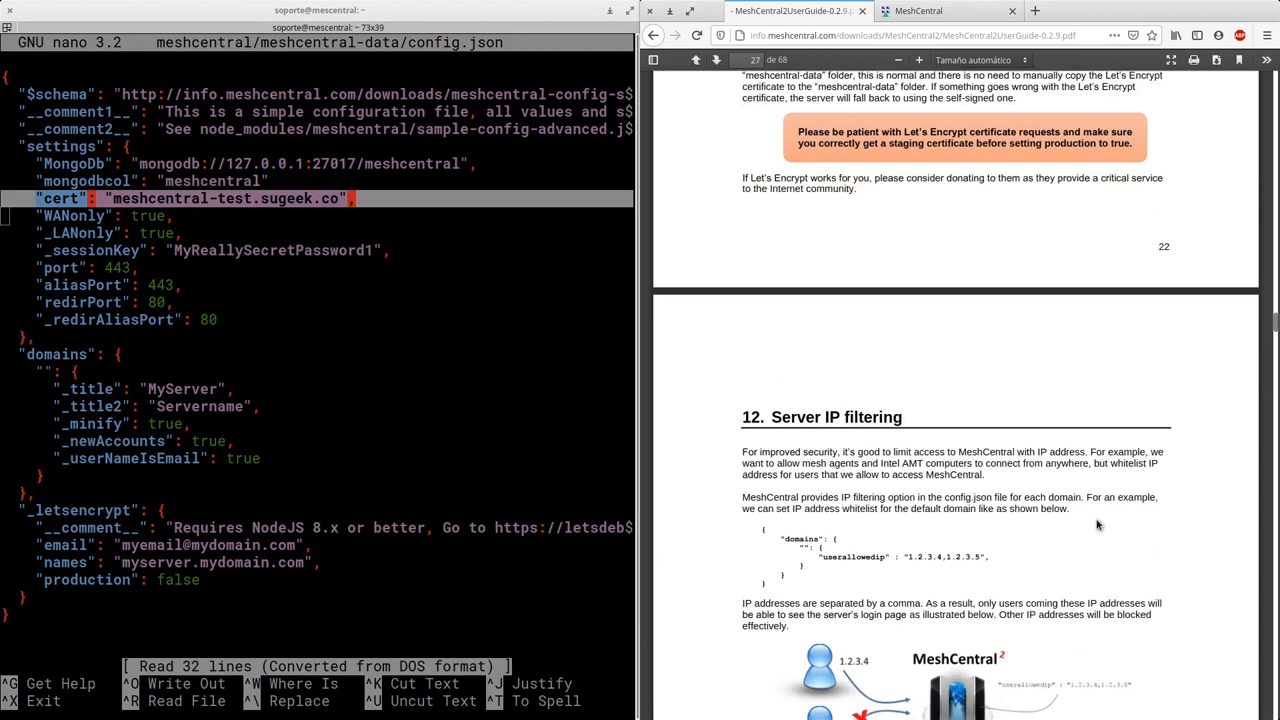 soporte@mescentral: ~
soporte@mescentral: ~ 73x39
GNU nano 3.2 meshcentral/meshcentral-data/config.json
{
"$schema": "http://info.meshcentral.com/downloads/meshcentral-config-s$
"__comment1__": "This is a simple configuration file, all values and s$
"__comment2__": "See node_modules/meshcentral/sample-config-advanced.j$
"settings": {
"MongoDb": "mongodb://127.0.0.1:27017/meshcentral",
"mongodbcol": "meshcentral"
"cert": "meshcentral-test.sugeek.co",
"WANonly": true,
"_LANonly": true,
"_sessionKey": "MyReallySecretPassword1",
"port": 443,
"aliasPort": 443,
"redirPort": 80,
"_redirAliasPort": 80
},
"domains": {
"": {
"_title": "MyServer",
"_title2": "Servername",
"_minify": true,
"_newAccounts": true,
"_userNameIsEmail": true
}
},
"_letsencrypt": {
"__comment__": "Requires NodeJS 8.x or better, Go to https://letsdeb$
"email": "myemail@mydomain.com",
"names": "myserver.mydomain.com",
"production": false
}
}
[ Read 32 lines (Converted from DOS format) ]
^G Get Help ^O Write Out ^W Where Is ^K Cut Text ^J Justify
^X Exit ^R Read File ^\ Replace ^U Uncut Text ^T To Spell
- MeshCentral2UserGuide-0.2.9.p
MeshCentral
info.meshcentral.com/downloads/MeshCentral2/MeshCentral2UserGuide-0.2.9.pdf
ABP
27 de 68
Tamaño automático
"meshcentral-data" folder, this is normal and there is no need to manually copy the Let's Encrypt
certificate to the "meshcentral-data" folder. If something goes wrong with the Let's Encrypt
certificate, the server will fall back to using the self-signed one.
Please be patient with Let's Encrypt certificate requests and make sure
you correctly get a staging certificate before setting production to true.
If Let's Encrypt works for you, please consider donating to them as they provide a critical service
to the Internet community.
22
12. Server IP filtering
For improved security, it's good to limit access to MeshCentral with IP address. For example, we
want to allow mesh agents and Intel AMT computers to connect from anywhere, but whitelist IP
address for users that we allow to access MeshCentral.
MeshCentral provides IP filtering option in the config.json file for each domain. For an example,
we can set IP address whitelist for the default domain like as shown below.
{
"domains": {
"": {
"userallowedip" : "1.2.3.4,1.2.3.5",
}
}
}
IP addresses are separated by a comma. As a result, only users coming these IP addresses will
be able to see the server's login page as illustrated below. Other IP addresses will be blocked
effectively.
1.2.3.4
MeshCentral 2
"userallowedip" : "1.2.3.4,1.2.3.5"